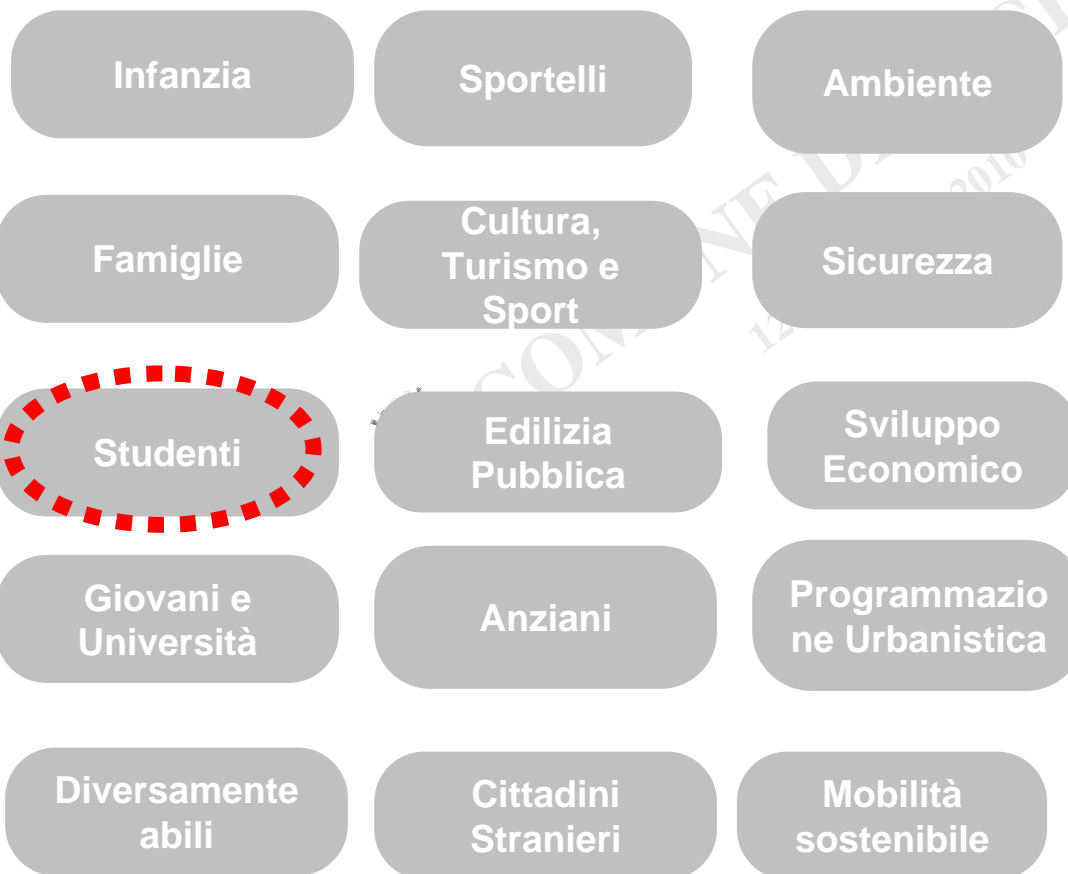 Infanzia
Sportelli
Ambiente
Famiglie
Cultura,
Turismo e
Sport
Sicurezza
Studenti
Edilizia
Pubblica
Sviluppo
Economico
Giovani e
Università
Anziani
Programmazio
ne Urbanistica
Diversamente
abili
Cittadini
Stranieri
Mobilità
sostenibile